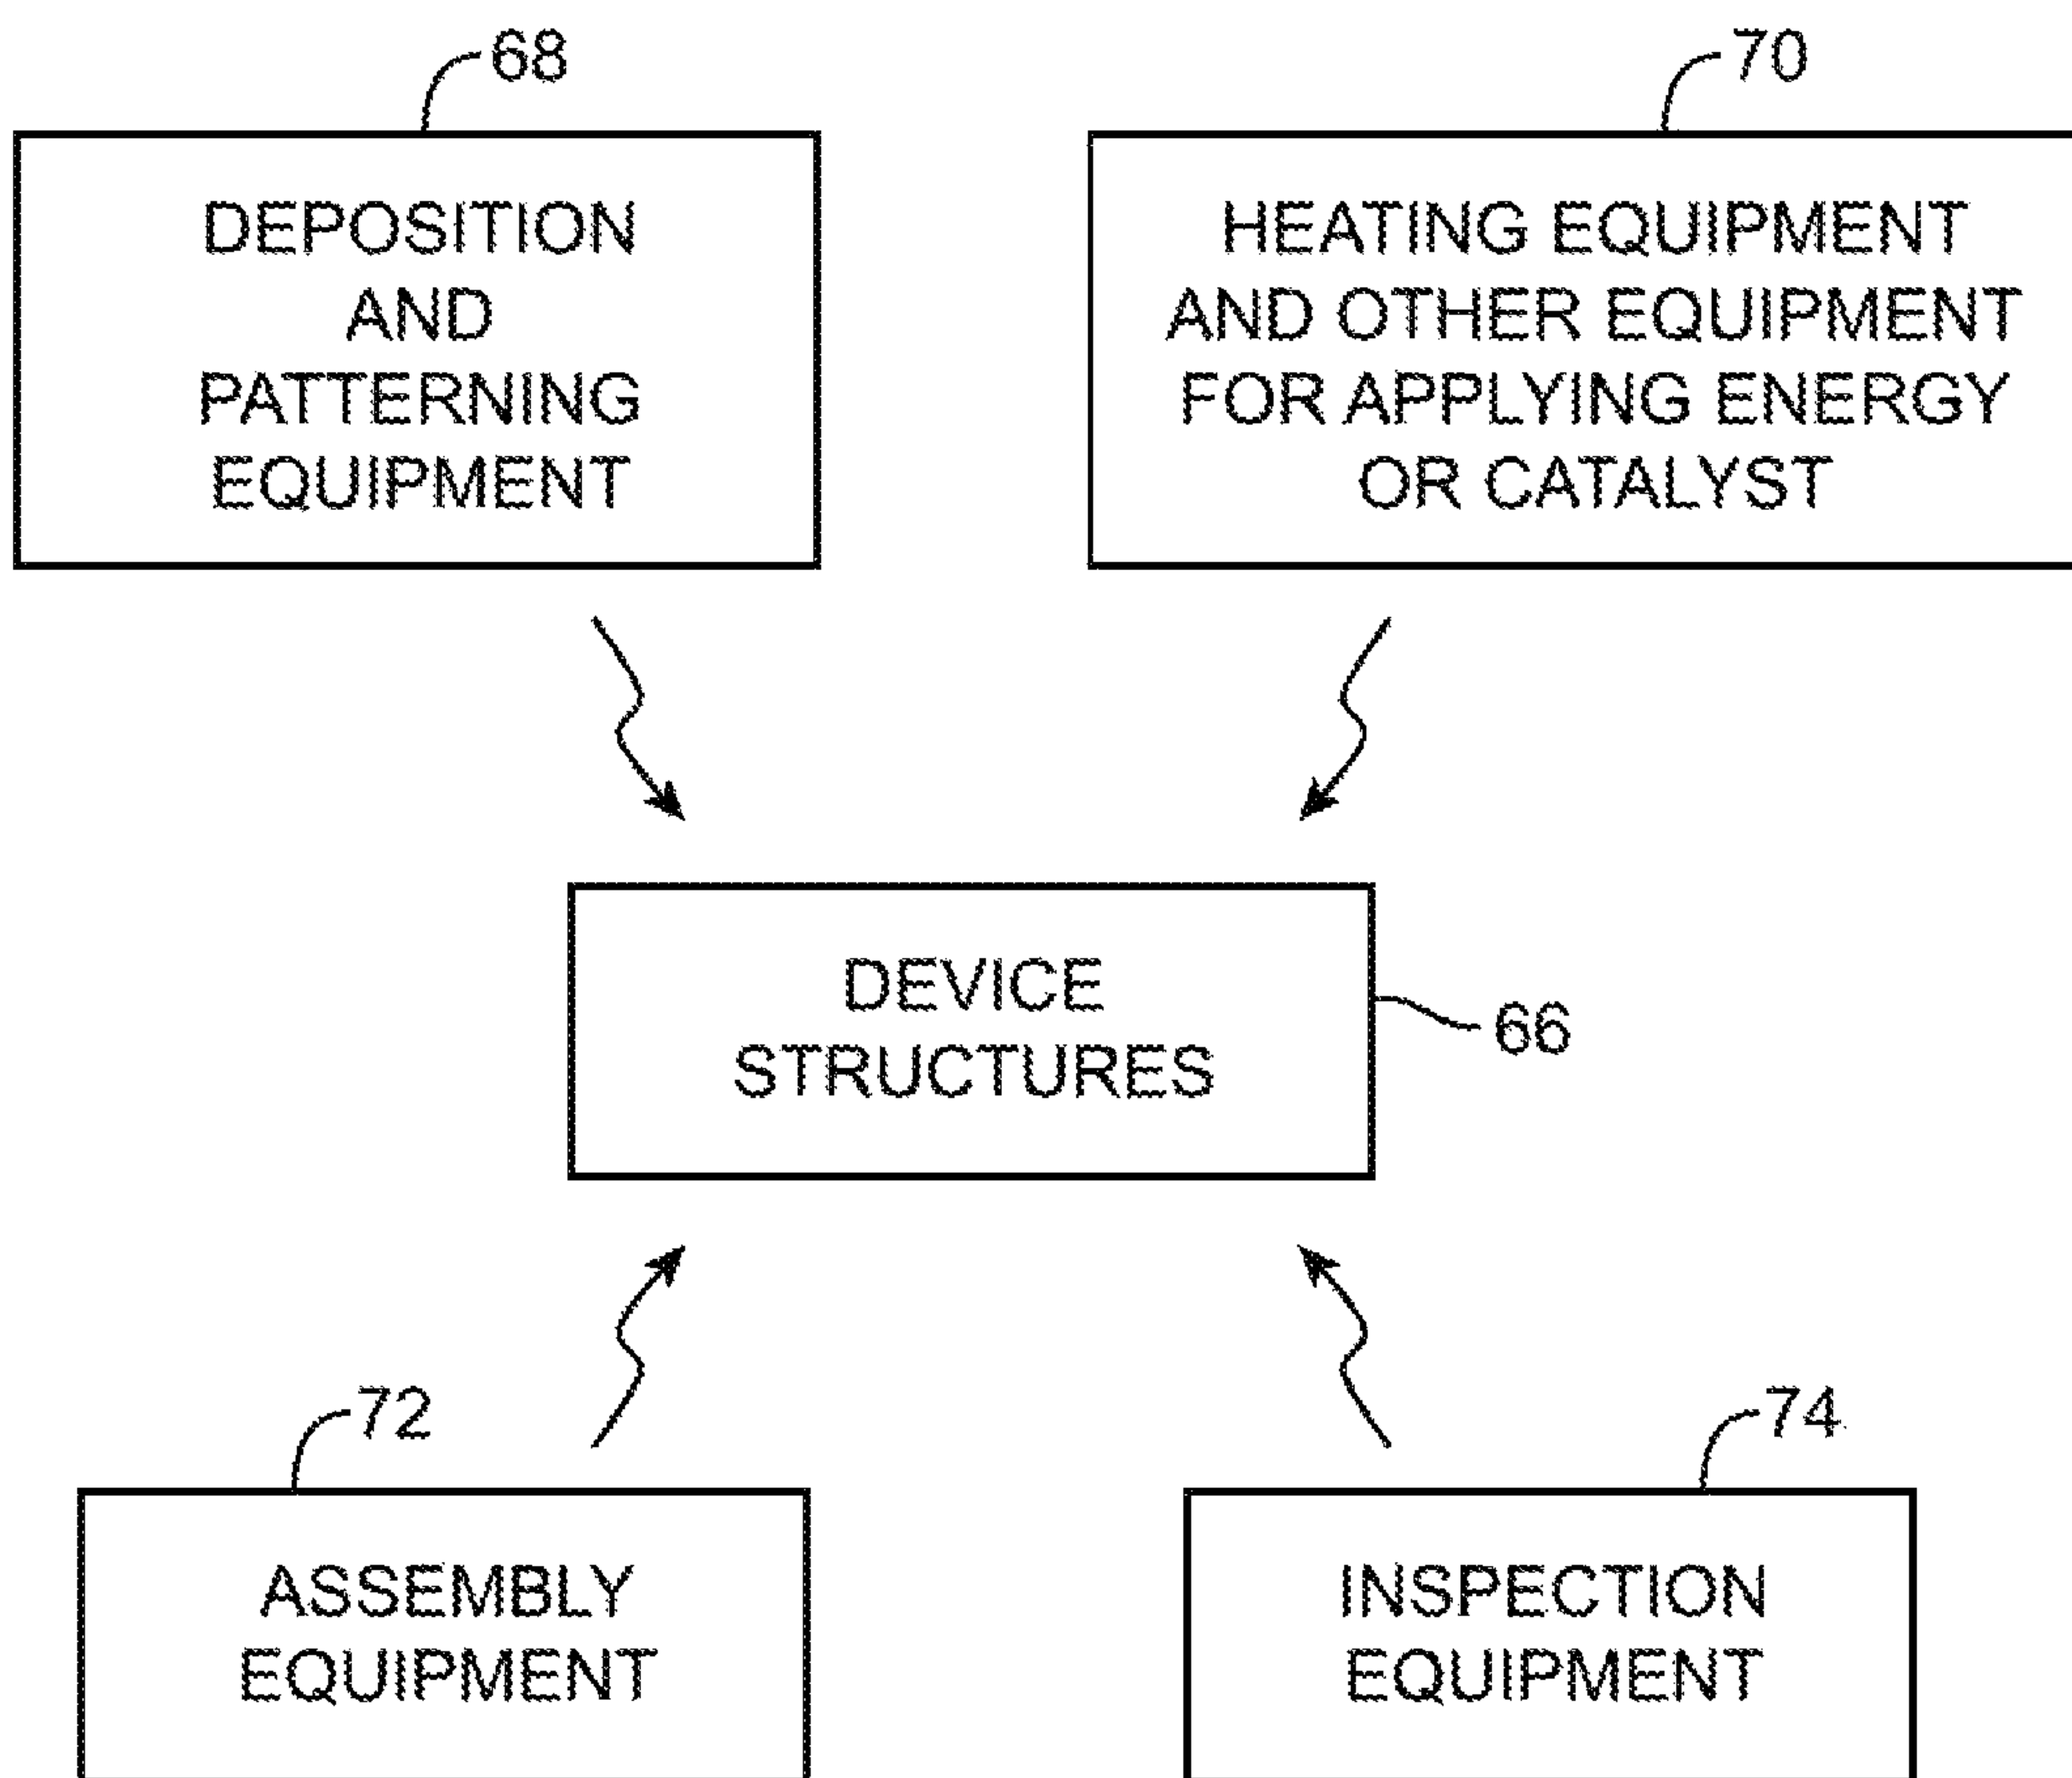 68
DEPOSITION
AND
PATTERNING
EQUIPMENT
70
HEATING EQUIPMENT
AND OTHER EQUIPMENT
FOR APPLYING ENERGY
OR CATALYST
DEVICE
STRUCTURES
66
72
ASSEMBLY
EQUIPMENT
74
INSPECTION
EQUIPMENT